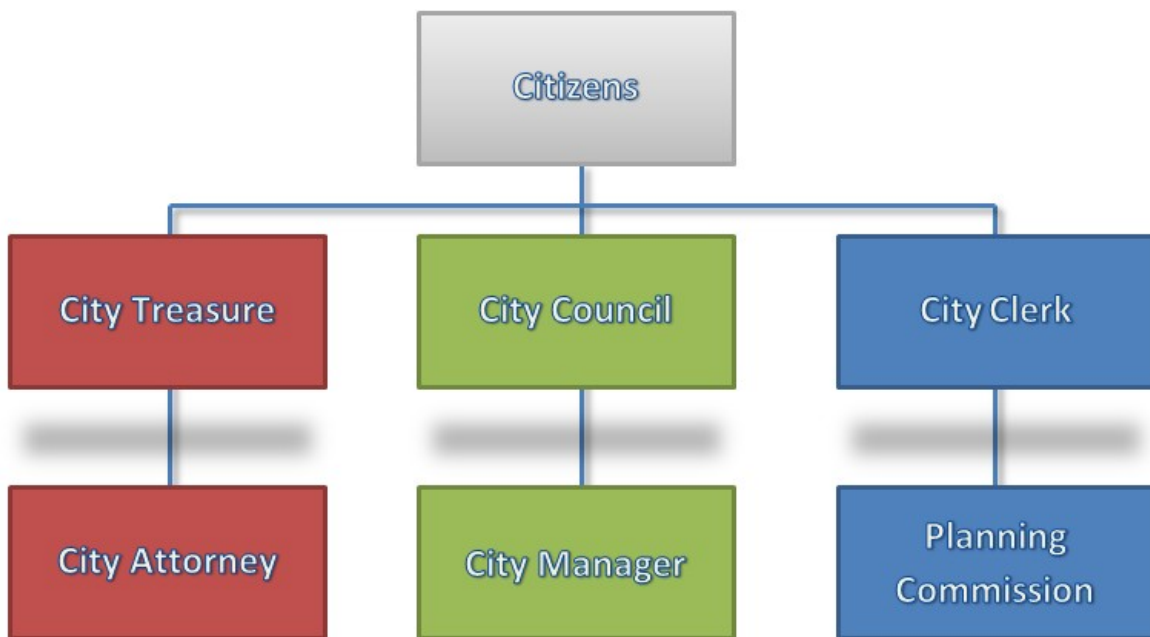 Citizens
City Treasure
City Council
City Clerk
City Attorney
City Manager
Planning
Commission